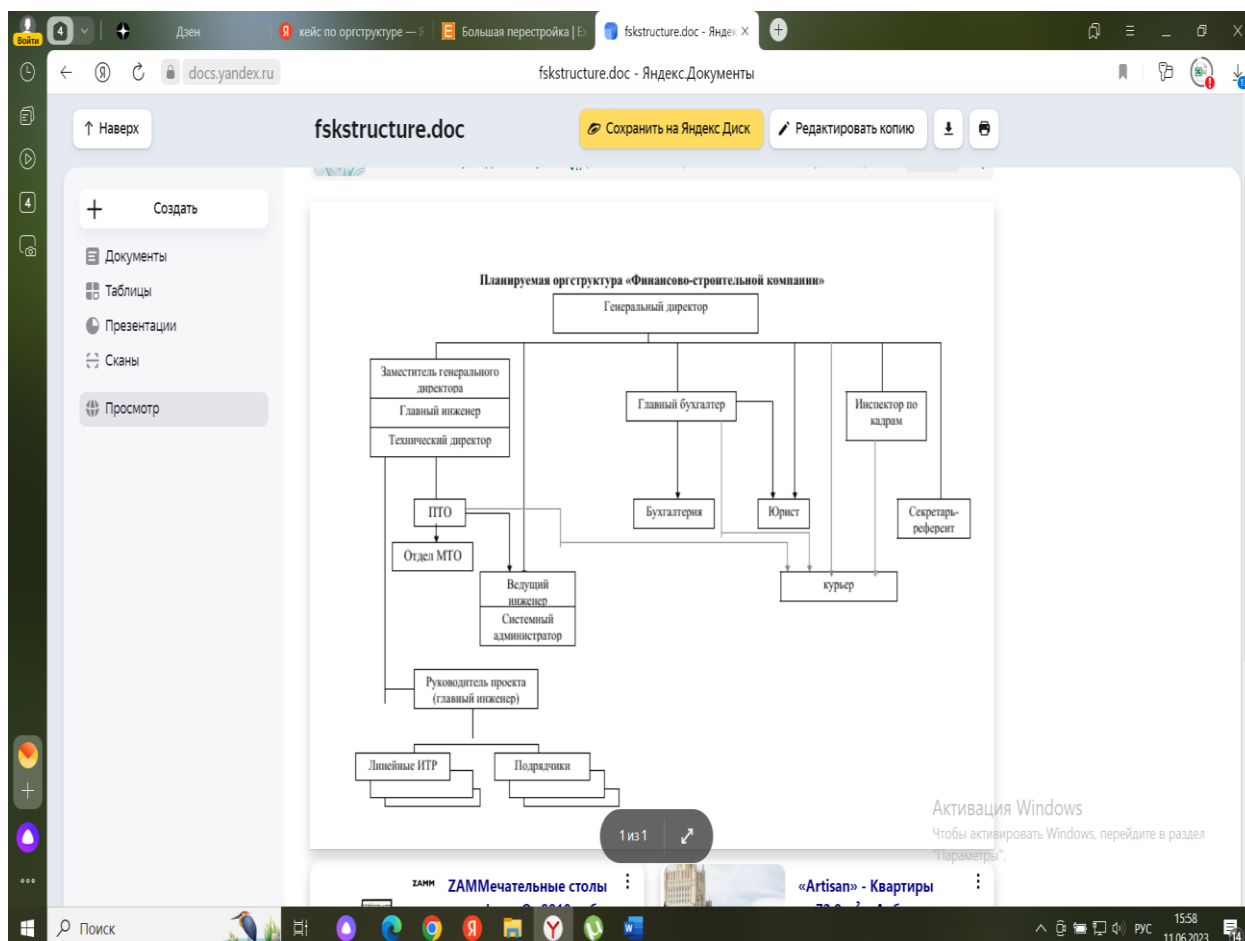 Войти
4
Дзен
Я кейс по оргструктуре — Я
E Большая перестройка | Ex
fskstructure.doc - Яндек
docs.yandex.ru
fskstructure.doc - Яндекс.Документы
Наверх
fskstructure.doc
Сохранить на Яндекс Диск
Редактировать копию
4
Создать
Документы
Таблицы
Презентации
Сканы
Просмотр
Планируемая оргструктура «Финансово-строительной компании»
Генеральный директор
Заместитель генерального
директора
Главный инженер
Технический директор
Главный бухгалтер
Инспектор по
кадрам
ПТО
Бухгалтерия
Юрист
Секретарь-
референт
Отдел МТО
Ведущий
инженер
Системный
администратор
курьер
Руководитель проекта
(главный инженер)
Линейные ИТР
Подрядчики
1 из 1
Активация Windows
Чтобы активировать Windows, перейдите в раздел
"Параметры".
ZAMM
ZAMMечательные столы
«Artisan» - Квартиры
Поиск
РУС
15:58
11.06.2023
14